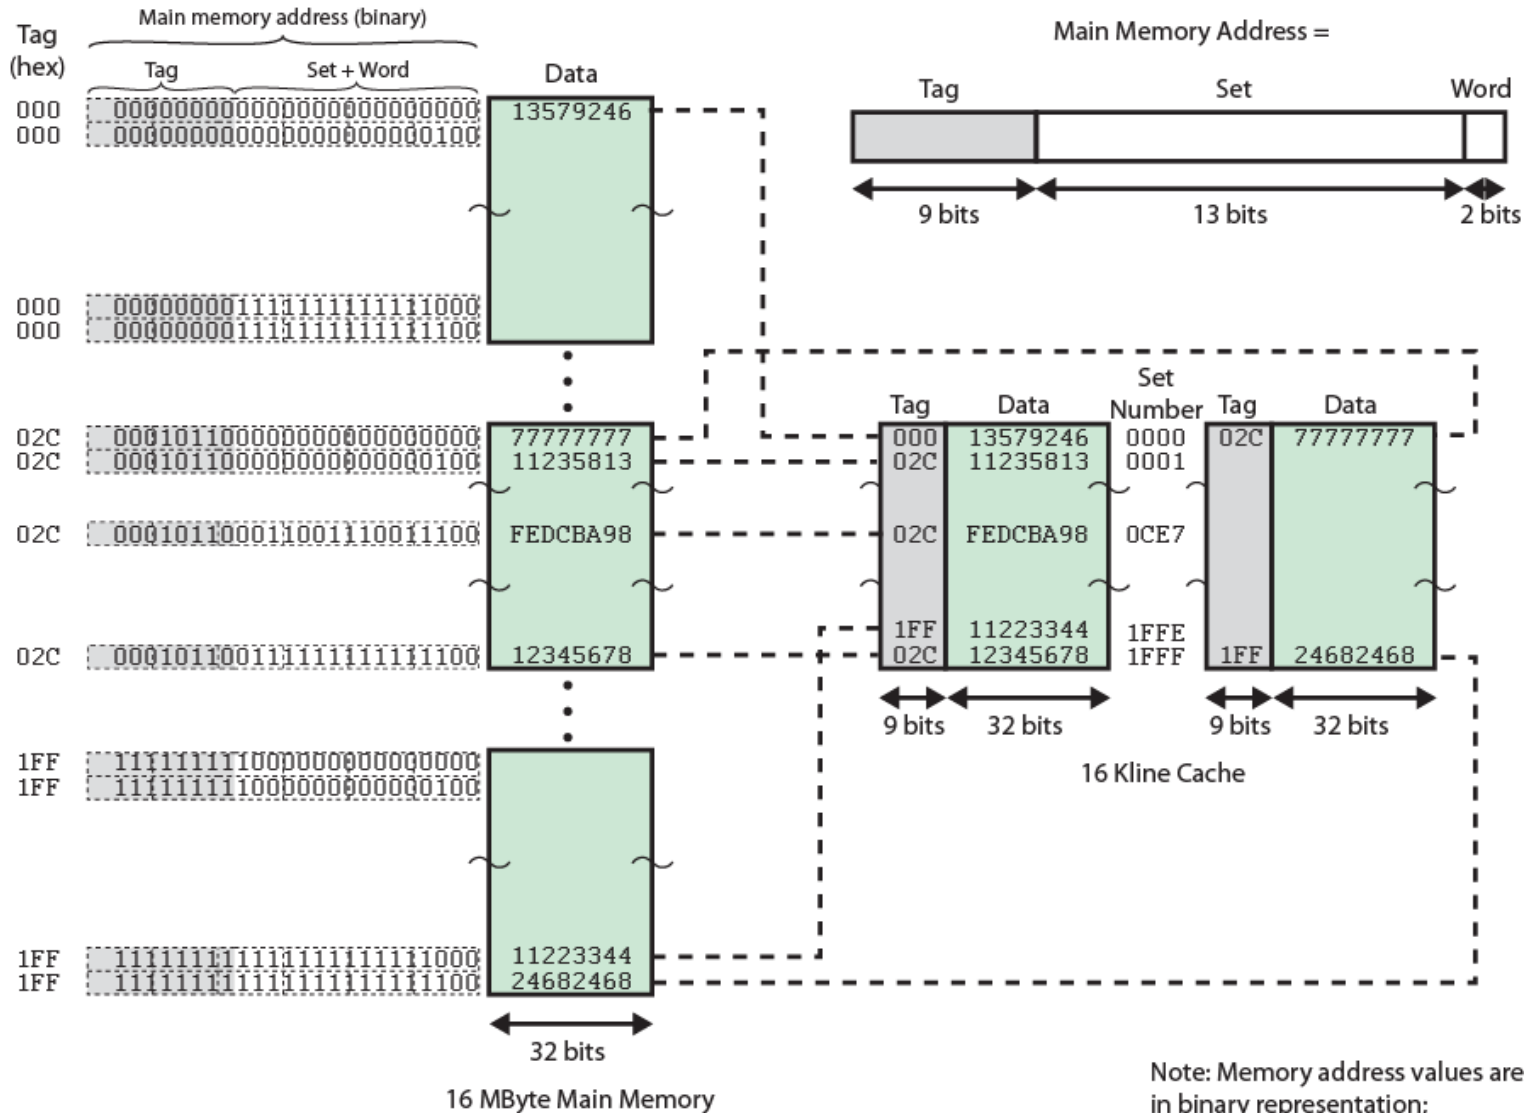 Main memory address (binary)
Tag
(hex)
Tag
Set + Word
Data
000 000000000000000000000000 13579246
000 000000000000000000000100
000 000000001111111111111000
000 000000001111111111111100
02C 000101100000000000000000 77777777
02C 000101100000000000000100 11235813
02C 000101100011001110011100 FEDCBA98
02C 000101100111111111111100 12345678
1FF 111111111000000000000000
1FF 111111111000000000000100
1FF 111111111111111111111000 11223344
1FF 111111111111111111111100 24682468
32 bits
16 MByte Main Memory
Main Memory Address =
Tag Set Word
9 bits 13 bits 2 bits
Set
Tag Data Number Tag Data
000 13579246 0000 02C 77777777
02C 11235813 0001
02C FEDCBA98 0CE7
1FF 11223344 1FFE
02C 12345678 1FFF 1FF 24682468
9 bits 32 bits 9 bits 32 bits
16 Kline Cache
Note: Memory address values are
in binary representation;